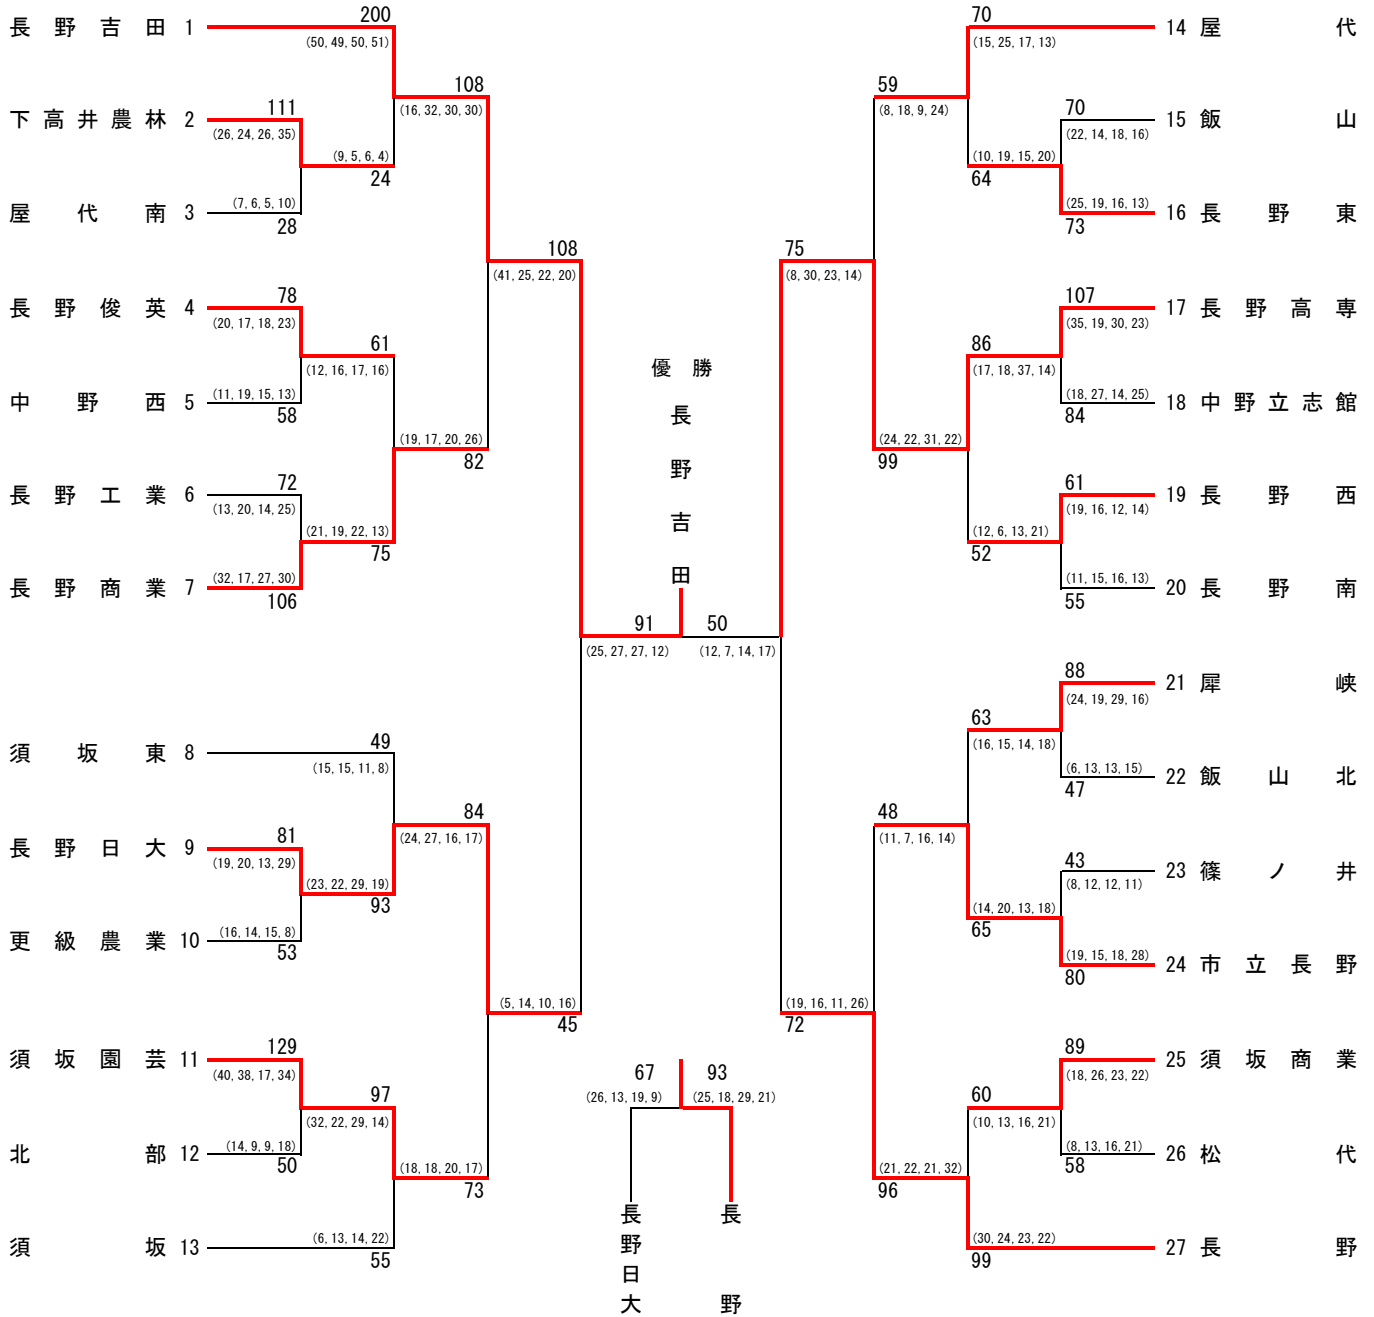 長野吉田 1
200
(50, 49, 50, 51)
108
(16, 32, 30, 30)
下高井農林 2
111
(26, 24, 26, 35)
(9, 5, 6, 4)
24
屋代南 3
(7, 6, 5, 10)
28
108
(41, 25, 22, 20)
長野俊英 4
78
(20, 17, 18, 23)
61
(12, 16, 17, 16)
中野西 5
(11, 19, 15, 13)
58
(19, 17, 20, 26)
82
長野工業 6
72
(13, 20, 14, 25)
(21, 19, 22, 13)
75
長野商業 7
(32, 17, 27, 30)
106
須坂東 8
49
(15, 15, 11, 8)
84
(24, 27, 16, 17)
長野日大 9
81
(19, 20, 13, 29)
(23, 22, 29, 19)
93
更級農業 10
(16, 14, 15, 8)
53
(5, 14, 10, 16)
45
須坂園芸 11
129
(40, 38, 17, 34)
97
(32, 22, 29, 14)
北部 12
(14, 9, 9, 18)
50
(18, 18, 20, 17)
73
須坂 13
(6, 13, 14, 22)
55
優勝
長野吉田
91
(25, 27, 27, 12)
50
(12, 7, 14, 17)
67
(26, 13, 19, 9)
93
(25, 18, 29, 21)
長野日大
長野
70
(15, 25, 17, 13)
14 屋代
59
(8, 18, 9, 24)
70
(22, 14, 18, 16)
15 飯山
(10, 19, 15, 20)
64
(25, 19, 16, 13)
73
16 長野東
75
(8, 30, 23, 14)
107
(35, 19, 30, 23)
17 長野高専
86
(17, 18, 37, 14)
(18, 27, 14, 25)
84
18 中野立志館
(24, 22, 31, 22)
99
61
(19, 16, 12, 14)
19 長野西
(12, 6, 13, 21)
52
(11, 15, 16, 13)
55
20 長野南
88
(24, 19, 29, 16)
21 犀峡
63
(16, 15, 14, 18)
(6, 13, 13, 15)
47
22 飯山北
48
(11, 7, 16, 14)
43
(8, 12, 12, 11)
23 篠ノ井
(14, 20, 13, 18)
65
(19, 15, 18, 28)
80
24 市立長野
(19, 16, 11, 26)
72
89
(18, 26, 23, 22)
25 須坂商業
60
(10, 13, 16, 21)
(8, 13, 16, 21)
58
26 松代
(21, 22, 21, 32)
96
(30, 24, 23, 22)
99
27 長野